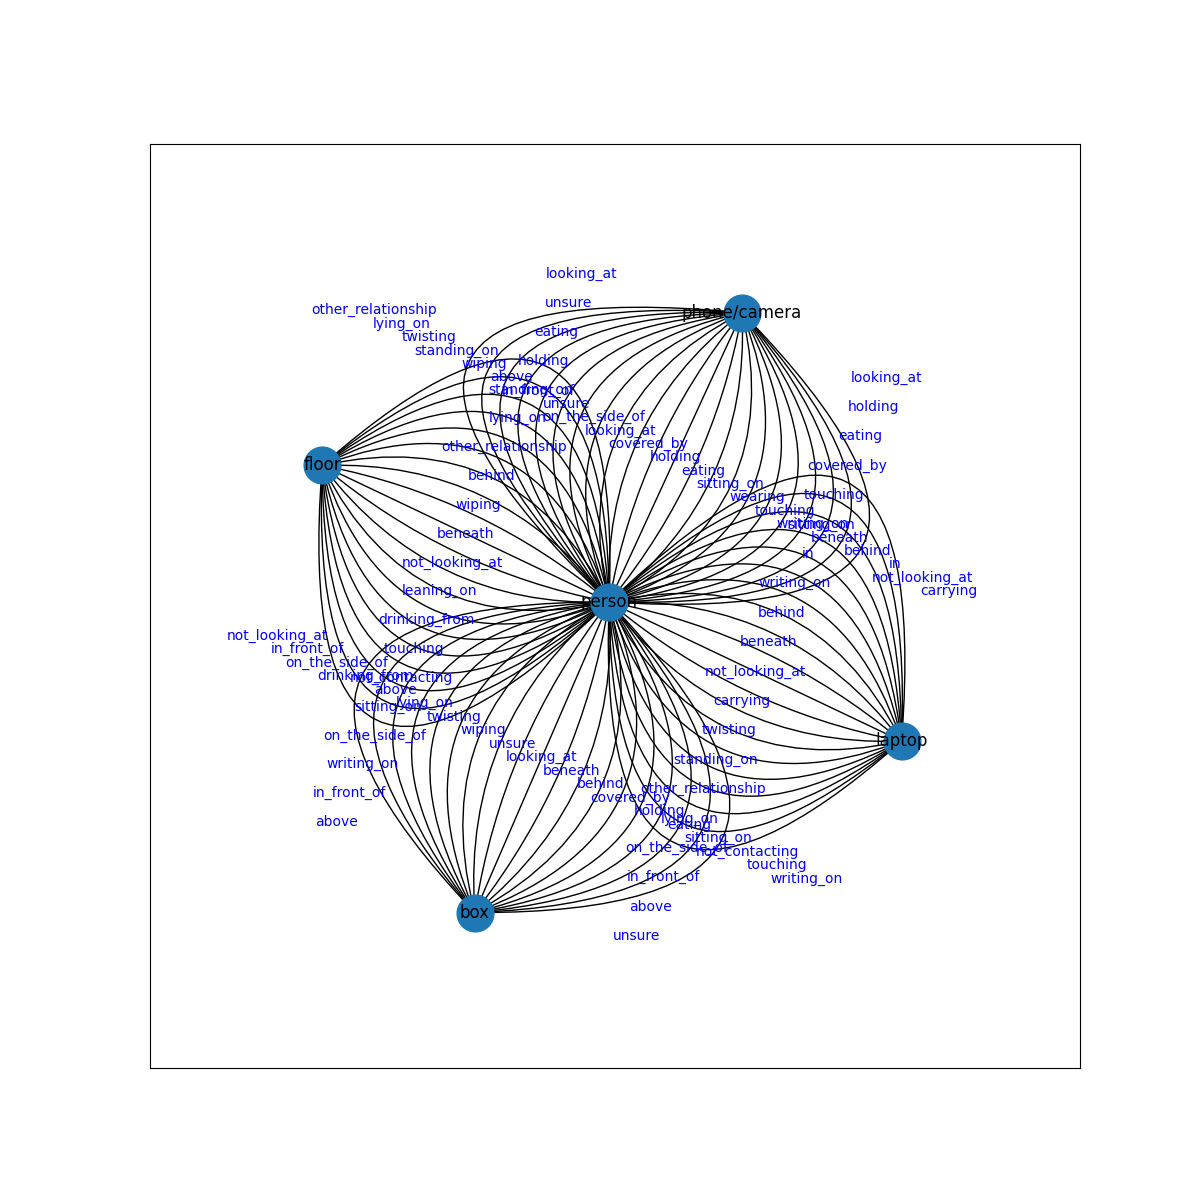 looking_at
unsure
other_relationship
phone/camera
lying_on
eating
twisting
standing_on
holding
wiping
above
looking_at
standing_on
in_front_of
unsure
holding
lying_on
on_the_side_of
looking_at
eating
covered_by
other_relationship
holding
floor
covered_by
eating
behind
sitting_on
wearing
touching
wiping
touching
writing_on
sitting_on
beneath
beneath
behind
in
not_looking_at
in
not_looking_at
writing_on
leaning_on
carrying
person
behind
drinking_from
not_looking_at
beneath
in_front_of
touching
on_the_side_of
not_looking_at
drinking_from
not_contacting
above
carrying
lying_on
sitting_on
twisting
wiping
twisting
on_the_side_of
laptop
unsure
looking_at
standing_on
writing_on
beneath
behind
other_relationship
in_front_of
covered_by
holding
lying_on
above
eating
sitting_on
on_the_side_of
not_contacting
touching
in_front_of
writing_on
above
box
unsure